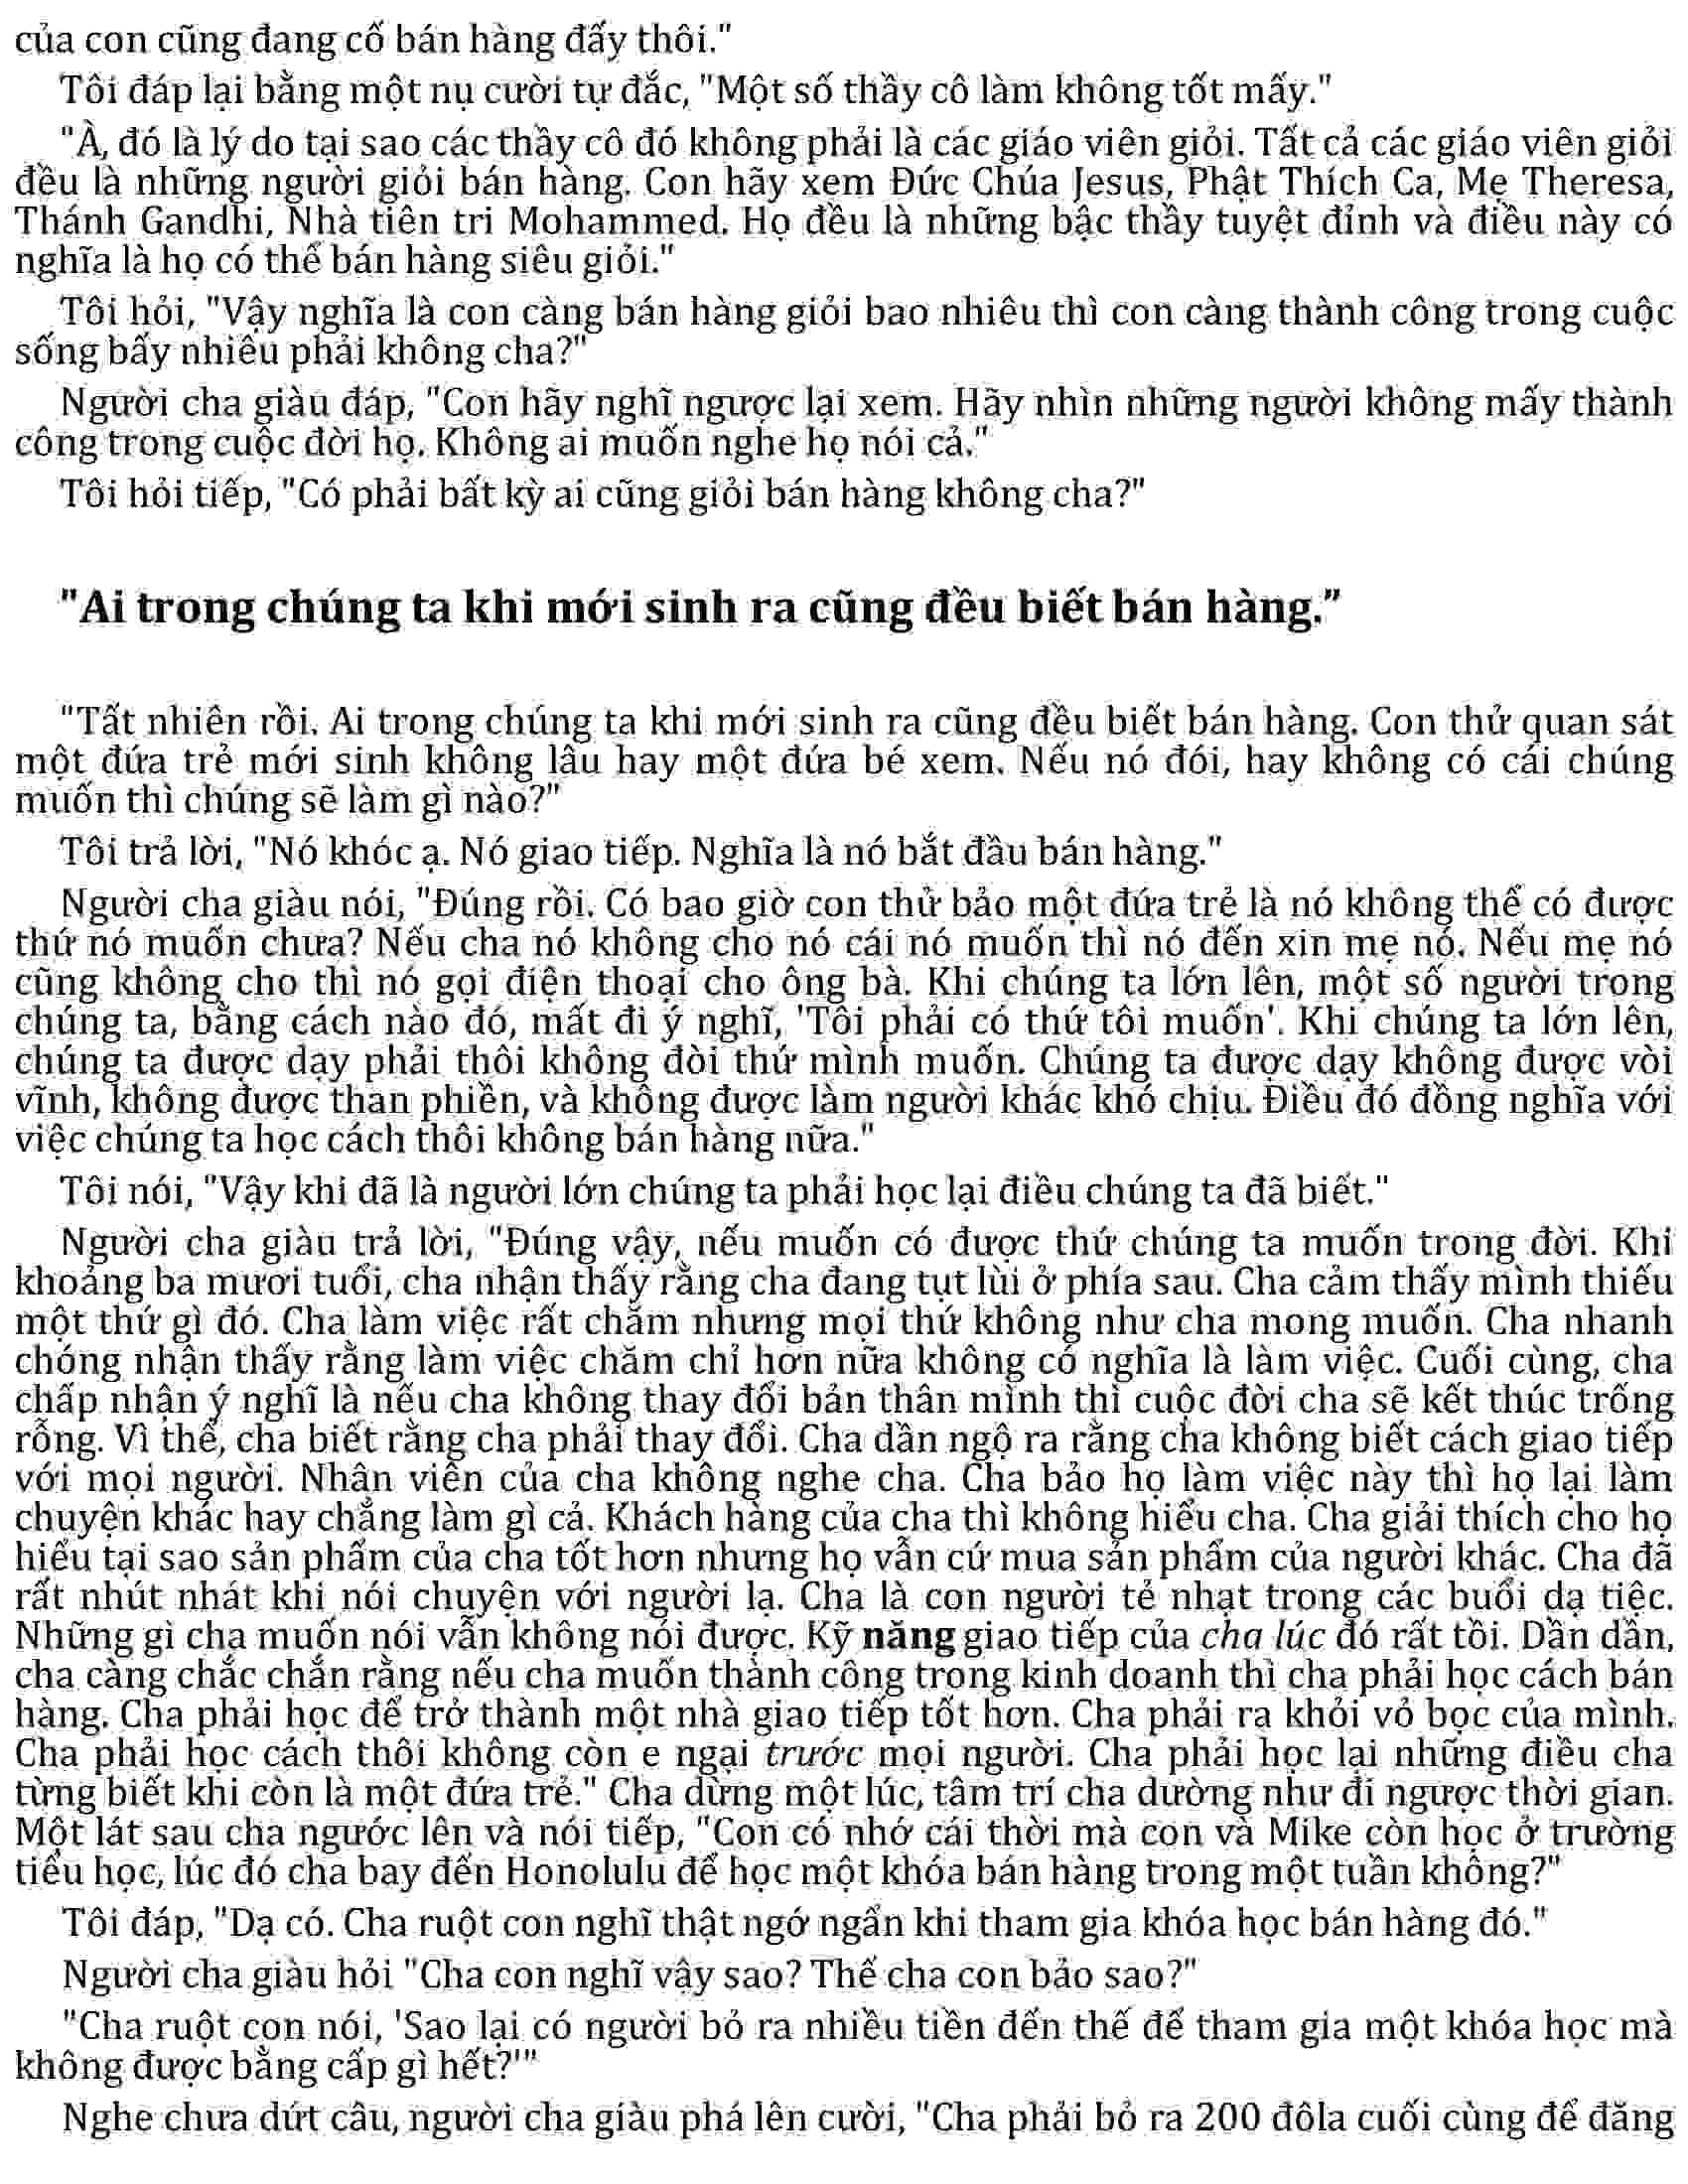 của con cũng đang cố bán hàng đấy thôi."
Tôi đáp lại bằng một nụ cười tự đắc, "Một số thầy cô làm không tốt mấy."
"À, đó là lý do tại sao các thầy cô đó không phải là các giáo viên giỏi. Tất cả các giáo viên giỏi
đều là những người giỏi bán hàng. Con hãy xem Đức Chúa Jesus, Phật Thích Ca, Mẹ Theresa,
Thánh Gandhi, Nhà tiên tri Mohammed. Họ đều là những bậc thầy tuyệt đỉnh và điều này có
nghĩa là họ có thể bán hàng siêu giỏi."
Tôi hỏi, "Vậy nghĩa là con càng bán hàng giỏi bao nhiêu thì con càng thành công trong cuộc
sống bấy nhiêu phải không cha?"
Người cha giàu đáp, "Con hãy nghĩ ngược lại xem. Hãy nhìn những người không mấy thành
công trong cuộc đời họ. Không ai muốn nghe họ nói cả."
Tôi hỏi tiếp, "Có phải bất kỳ ai cũng giỏi bán hàng không cha?"
"Ai trong chúng ta khi mới sinh ra cũng đều biết bán hàng."
"Tất nhiên rồi. Ai trong chúng ta khi mới sinh ra cũng đều biết bán hàng. Con thử quan sát
một đứa trẻ mới sinh không lâu hay một đứa bé xem. Nếu nó đói, hay không có cái chúng
muốn thì chúng sẽ làm gì nào?"
Tôi trả lời, "Nó khóc ạ. Nó giao tiếp. Nghĩa là nó bắt đầu bán hàng."
Người cha giàu nói, "Đúng rồi. Có bao giờ con thử bảo một đứa trẻ là nó không thể có được
thứ nó muốn chưa? Nếu cha nó không cho nó cái nó muốn thì nó đến xin mẹ nó. Nếu mẹ nó
cũng không cho thì nó gọi điện thoại cho ông bà. Khi chúng ta lớn lên, một số người trong
chúng ta, bằng cách nào đó, mất đi ý nghĩ, 'Tôi phải có thứ tôi muốn'. Khi chúng ta lớn lên,
chúng ta được dạy phải thôi không đòi thứ mình muốn. Chúng ta được dạy không được vòi
vĩnh, không được than phiền, và không được làm người khác khó chịu. Điều đó đồng nghĩa với
việc chúng ta học cách thôi không bán hàng nữa."
Tôi nói, "Vậy khi đã là người lớn chúng ta phải học lại điều chúng ta đã biết."
Người cha giàu trả lời, "Đúng vậy, nếu muốn có được thứ chúng ta muốn trong đời. Khi
khoảng ba mươi tuổi, cha nhận thấy rằng cha đang tụt lùi ở phía sau. Cha cảm thấy mình thiếu
một thứ gì đó. Cha làm việc rất chăm nhưng mọi thứ không như cha mong muốn. Cha nhanh
chóng nhận thấy rằng làm việc chăm chỉ hơn nữa không có nghĩa là làm việc. Cuối cùng, cha
chấp nhận ý nghĩ là nếu cha không thay đổi bản thân mình thì cuộc đời cha sẽ kết thúc trống
rỗng. Vì thế, cha biết rằng cha phải thay đổi. Cha dần ngộ ra rằng cha không biết cách giao tiếp
với mọi người. Nhân viên của cha không nghe cha. Cha bảo họ làm việc này thì họ lại làm
chuyện khác hay chẳng làm gì cả. Khách hàng của cha thì không hiểu cha. Cha giải thích cho họ
hiểu tại sao sản phẩm của cha tốt hơn nhưng họ vẫn cứ mua sản phẩm của người khác. Cha đã
rất nhút nhát khi nói chuyện với người lạ. Cha là con người tẻ nhạt trong các buổi dạ tiệc.
Những gì cha muốn nói vẫn không nói được. Kỹ năng giao tiếp của cha lúc đó rất tồi. Dần dần,
cha càng chắc chắn rằng nếu cha muốn thành công trong kinh doanh thì cha phải học cách bán
hàng. Cha phải học để trở thành một nhà giao tiếp tốt hơn. Cha phải ra khỏi vỏ bọc của mình.
Cha phải học cách thôi không còn e ngại trước mọi người. Cha phải học lại những điều cha
từng biết khi còn là một đứa trẻ." Cha dừng một lúc, tâm trí cha dường như đi ngược thời gian.
Một lát sau cha ngước lên và nói tiếp, "Con có nhớ cái thời mà con và Mike còn học ở trường
tiểu học, lúc đó cha bay đến Honolulu để học một khóa bán hàng trong một tuần không?"
Tôi đáp, "Dạ có. Cha ruột con nghĩ thật ngớ ngẩn khi tham gia khóa học bán hàng đó."
Người cha giàu hỏi "Cha con nghĩ vậy sao? Thế cha con bảo sao?"
"Cha ruột con nói, 'Sao lại có người bỏ ra nhiều tiền đến thế để tham gia một khóa học mà
không được bằng cấp gì hết?'"
Nghe chưa dứt câu, người cha giàu phá lên cười, "Cha phải bỏ ra 200 đôla cuối cùng để đăng